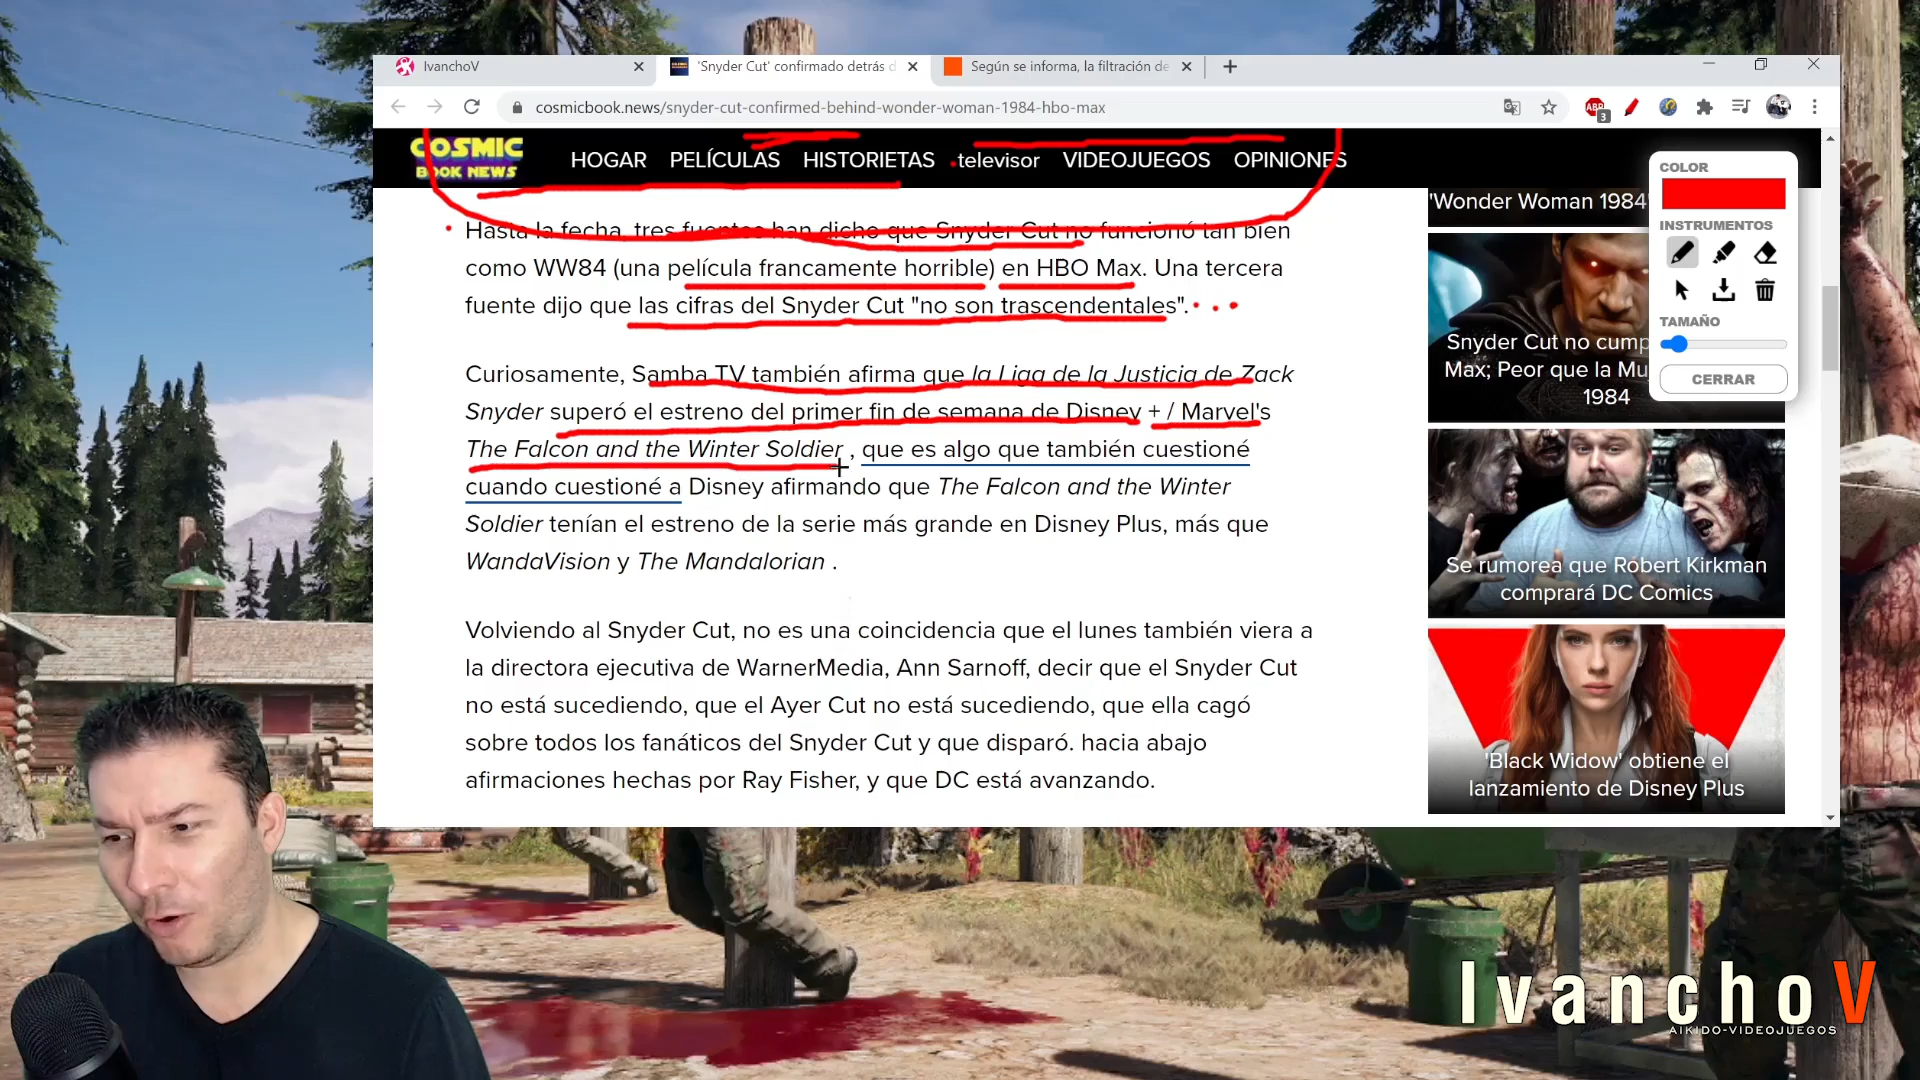 IvanchoV
'Snyder Cut' confirmado detrás d
Según se informa, la filtración de
cosmicbook.news/snyder-cut-confirmed-behind-wonder-woman-1984-hbo-max
ABP
3
COSMIC
BOOK NEWS
HOGAR PELÍCULAS HISTORIETAS televisor VIDEOJUEGOS OPINIONES
Hasta la fecha, tres fuentes han dicho que Snyder Cut no funcionó tan bien
como WW84 (una película francamente horrible) en HBO Max. Una tercera
fuente dijo que las cifras del Snyder Cut "no son trascendentales".
Curiosamente, Samba TV también afirma que la Liga de la Justicia de Zack
Snyder superó el estreno del primer fin de semana de Disney + / Marvel's
The Falcon and the Winter Soldier , que es algo que también cuestioné
cuando cuestioné a Disney afirmando que The Falcon and the Winter
Soldier tenían el estreno de la serie más grande en Disney Plus, más que
WandaVision y The Mandalorian .
Volviendo al Snyder Cut, no es una coincidencia que el lunes también viera a
la directora ejecutiva de WarnerMedia, Ann Sarnoff, decir que el Snyder Cut
no está sucediendo, que el Ayer Cut no está sucediendo, que ella cagó
sobre todos los fanáticos del Snyder Cut y que disparó. hacia abajo
afirmaciones hechas por Ray Fisher, y que DC está avanzando.
'Wonder Woman 1984'
Snyder Cut no cump
Max; Peor que la Mu
1984
Se rumorea que Robert Kirkman
comprará DC Comics
'Black Widow' obtiene el
lanzamiento de Disney Plus
COLOR
INSTRUMENTOS
TAMAÑO
CERRAR
IvanchoV
AIKIDO-VIDEOJUEGOS